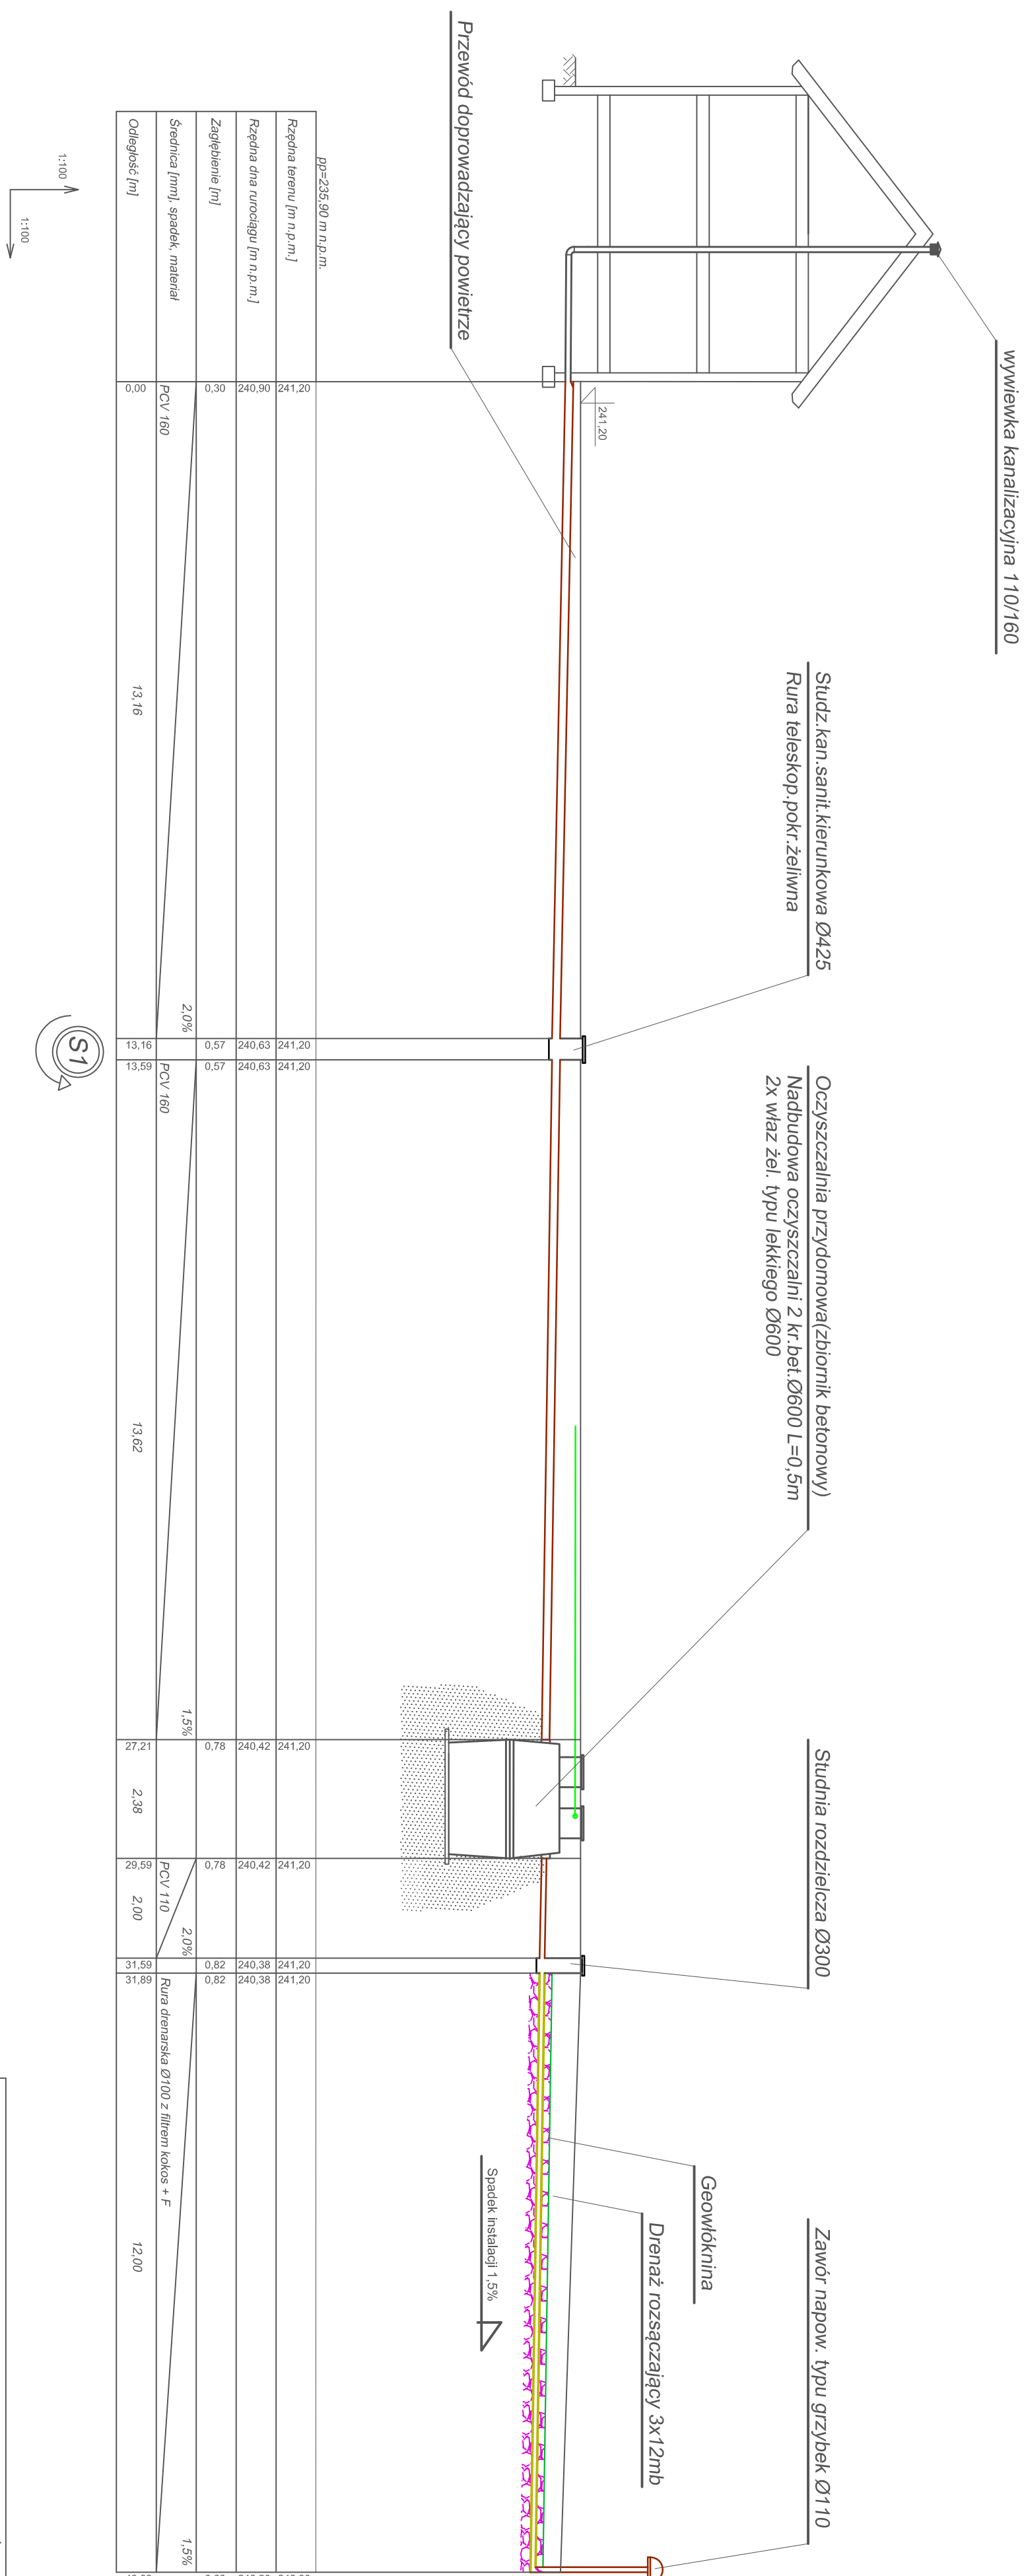 wywiewka kanalizacyjna 110/160
Studz.kan.sanit.kierunkowa Ø425
Rura teleskop.pokr.żeliwna
Oczyszczalnia przydomowa(zbiornik betonowy)
Nadbudowa oczyszczalni 2 kr.bet.Ø600 L=0,5m
2x właz żel. typu lekkiego Ø600
Studnia rozdzielcza Ø300
Zawór napow. typu grzybek Ø110
Geowłóknina
Drenaż rozsączający 3x12mb
241,20
Przewód doprowadzający powietrze
Spadek instalacji 1,5%
pp=235,90 m n.p.m.
Rzędna terenu [m n.p.m.] 241,20 241,20 241,20 241,20 241,20 241,20 241,20
Rzędna dna rurociągu [m n.p.m.] 240,90 240,63 240,63 240,42 240,42 240,38 240,38
Zagłębienie [m] 0,30 0,57 0,57 0,78 0,78 0,82 0,82
Średnica [mm], spadek, materiał PCV 160 2,0% PCV 160 1,5% PCV 110 2,0% Rura drenarska Ø100 z filtrem kokos + F 1,5%
Odległość [m] 0,00 13,16 13,16 13,59 13,62 27,21 2,38 29,59 2,00 31,59 31,89 12,00
S1
1:100
1:100